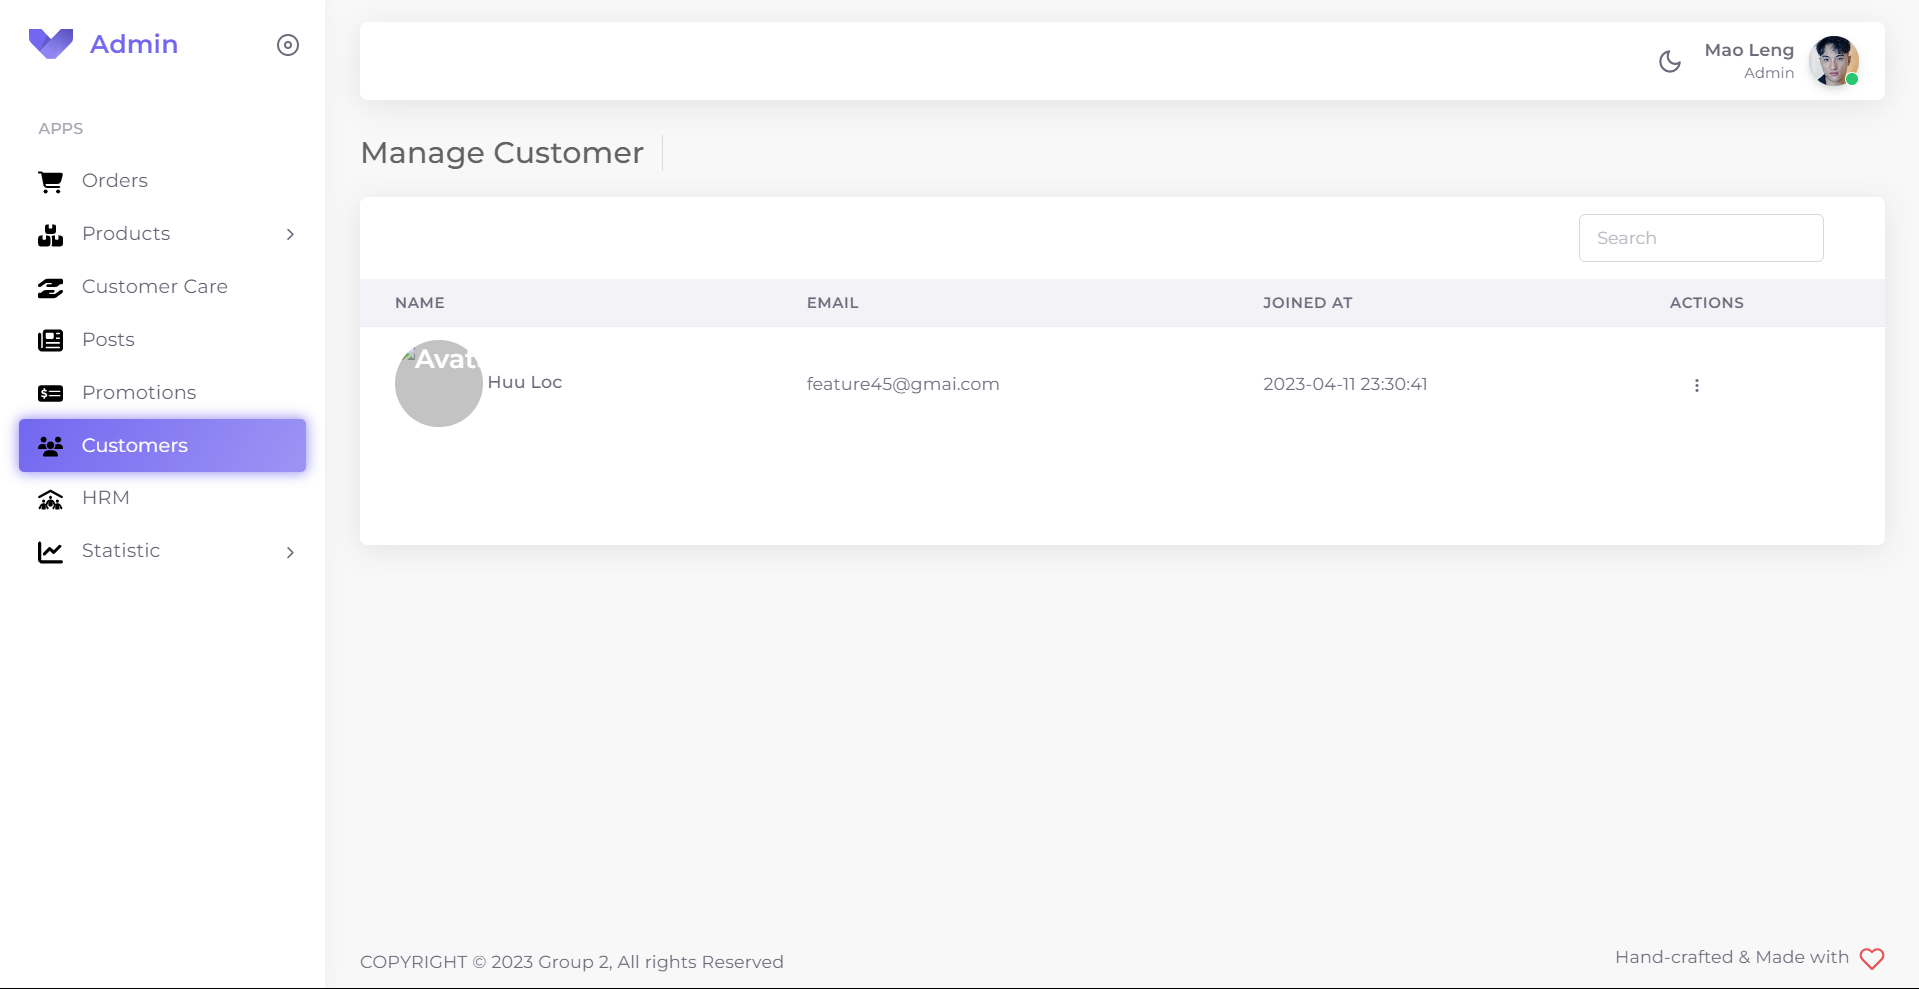 Admin
Mao Leng
Admin
APPS
Orders
Products
Customer Care
Posts
Promotions
Customers
HRM
Statistic
Manage Customer
Search
NAME EMAIL JOINED AT ACTIONS
Avat Huu Loc feature45@gmai.com 2023-04-11 23:30:41
COPYRIGHT © 2023 Group 2, All rights Reserved
Hand-crafted & Made with